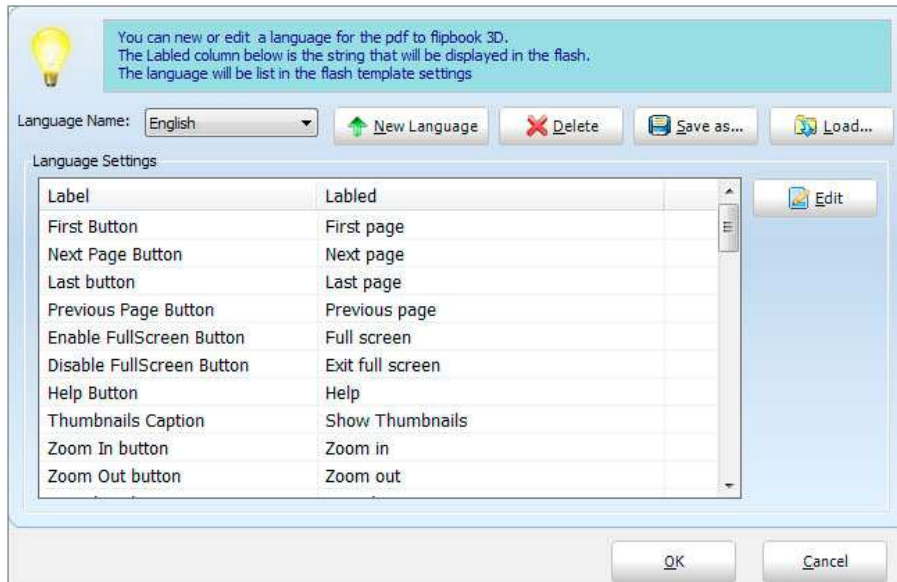 You can new or edit a language for the pdf to flipbook 3D.
The Labled column below is the string that will be displayed in the flash.
The language will be list in the flash template settings
Language Name: English New Language Delete Save as... Load...
Language Settings
Label Labled Edit
First Button First page
Next Page Button Next page
Last button Last page
Previous Page Button Previous page
Enable FullScreen Button Full screen
Disable FullScreen Button Exit full screen
Help Button Help
Thumbnails Caption Show Thumbnails
Zoom In button Zoom in
Zoom Out button Zoom out
OK Cancel